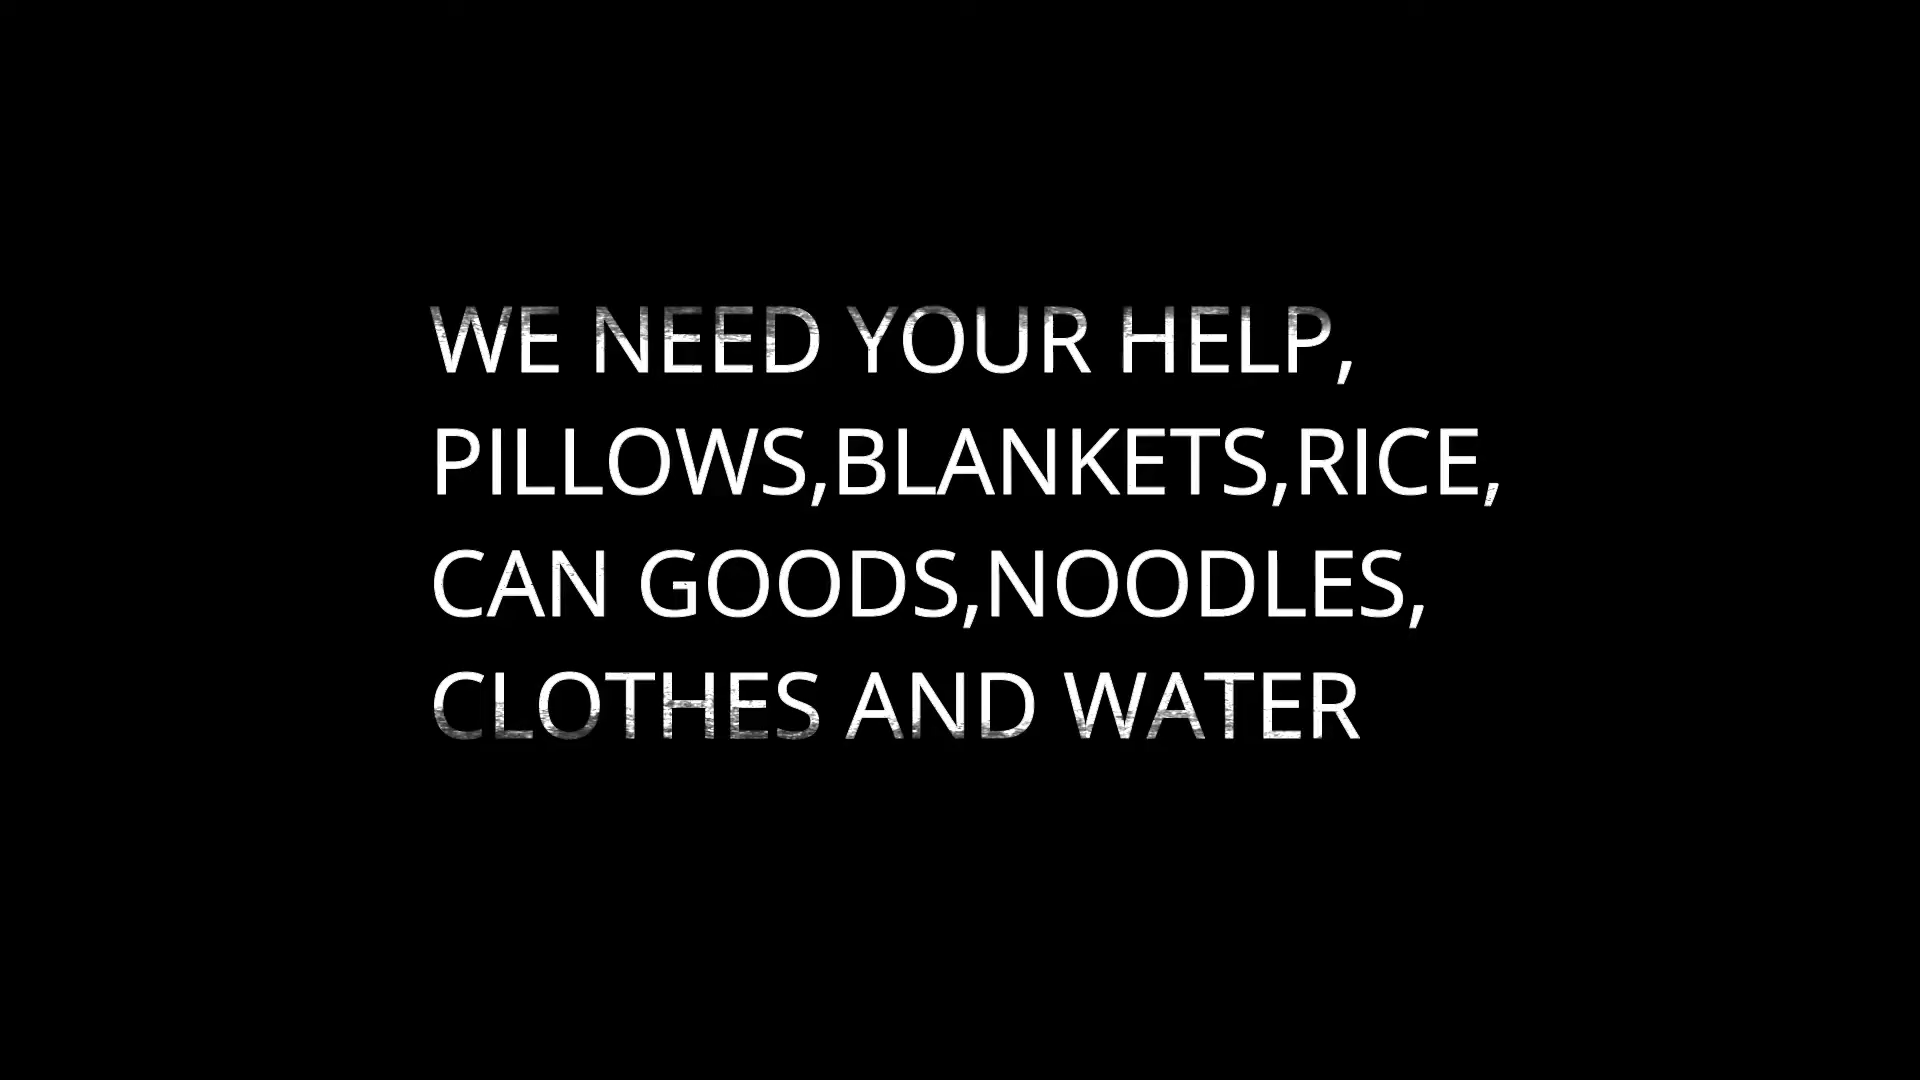 WE NEED YOUR HELP,
PILLOWS,BLANKETS,RICE,
CAN GOODS,NOODLES,
CLOTHES AND WATER